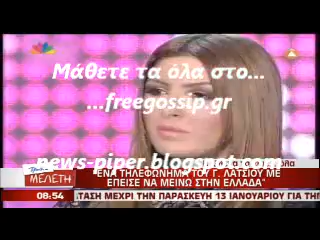 Μάθετε τα όλα στο...
...freegossip.gr
news-piper.blogspot.com
"ΕΝΑ ΤΗΛΕΦΩΝΗΜΑ ΤΟΥ Γ. ΛΑΤΣΙΟΥ ΜΕ
ΕΠΕΙΣΕ ΝΑ ΜΕΙΝΩ ΣΤΗΝ ΕΛΛΑΔΑ"
ΜΕΛΕΤΗ
08:54
ΤΑΣΗ ΜΕΧΡΙ ΤΗΝ ΠΑΡΑΣΚΕΥΗ 13 ΙΑΝΟΥΑΡΙΟΥ ΓΙΑ ΤΗ